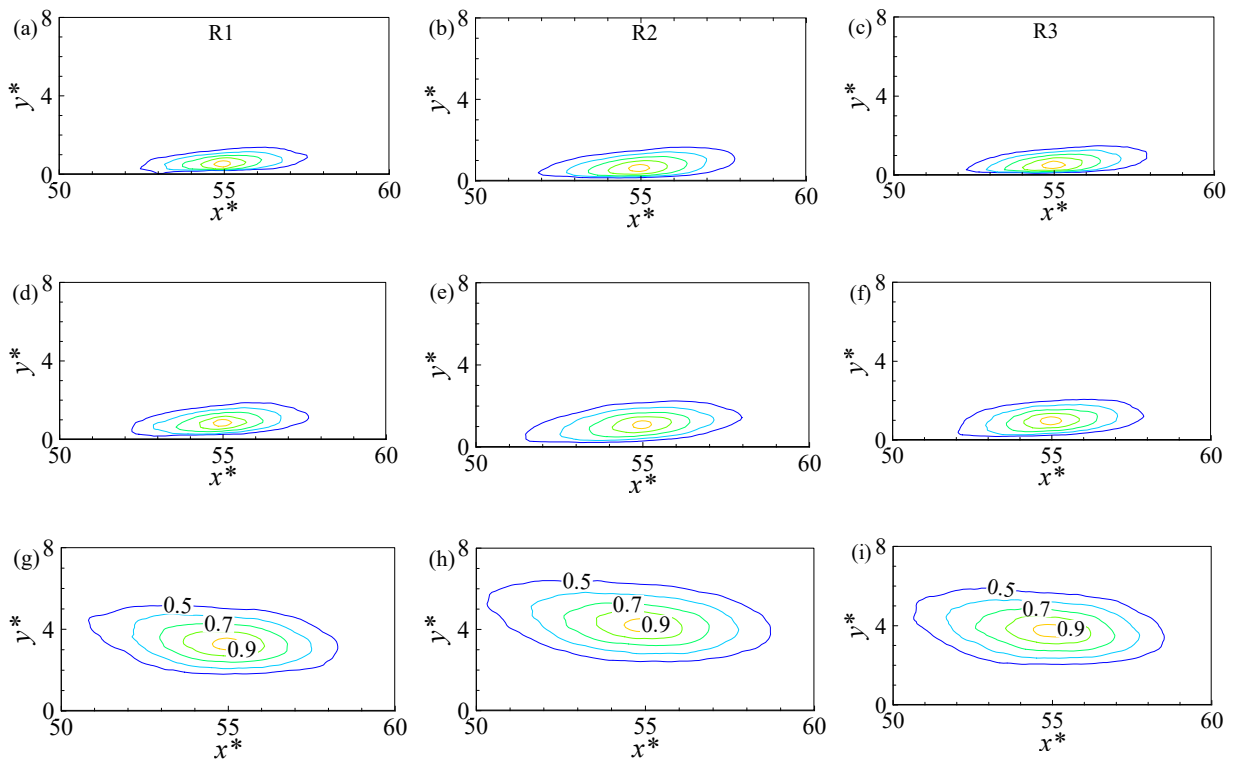 (a) R1 8 4 0 y* 50 55 60 x*
(b) R2 8 4 0 y* 50 55 60 x*
(c) R3 8 4 0 y* 50 55 60 x*
(d) 8 4 0 y* 50 55 60 x*
(e) 8 4 0 y* 50 55 60 x*
(f) 8 4 0 y* 50 55 60 x*
(g) 8 4 0 y* 0.5 0.7 0.9 50 55 60 x*
(h) 8 4 0 y* 0.5 0.7 0.9 50 55 60 x*
(i) 8 4 0 y* 0.5 0.7 0.9 50 55 60 x*